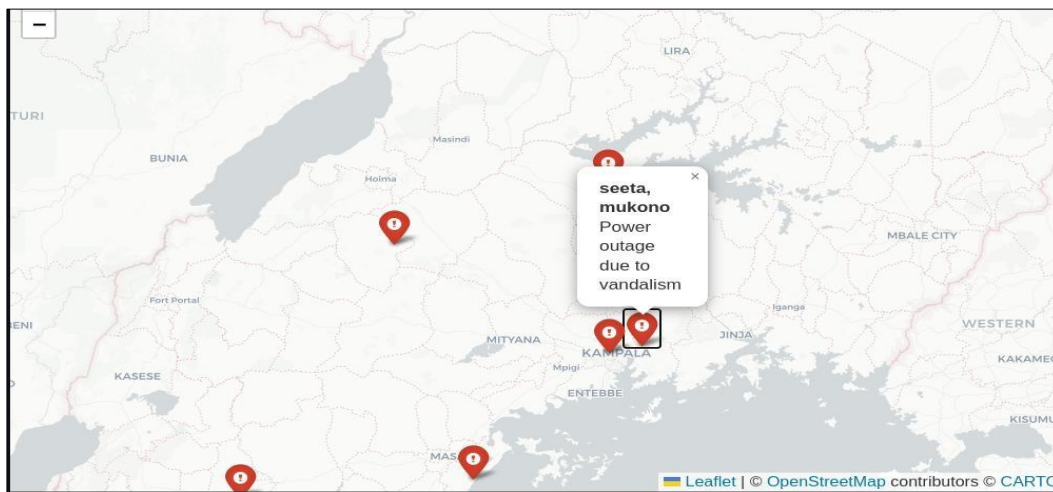 −
LIRA
TURI
Masindi
BUNIA
Hoima
×
seeta,
mukono
Power
outage
due to
vandalism
MBALE CITY
Fort Portal
Iganga
ENI
WESTERN
MITYANA
JINJA
KAMPALA
KAKAMEG
Mpigi
KASESE
ENTEBBE
KISUMU
MAS
Leaflet | © OpenStreetMap contributors © CARTO